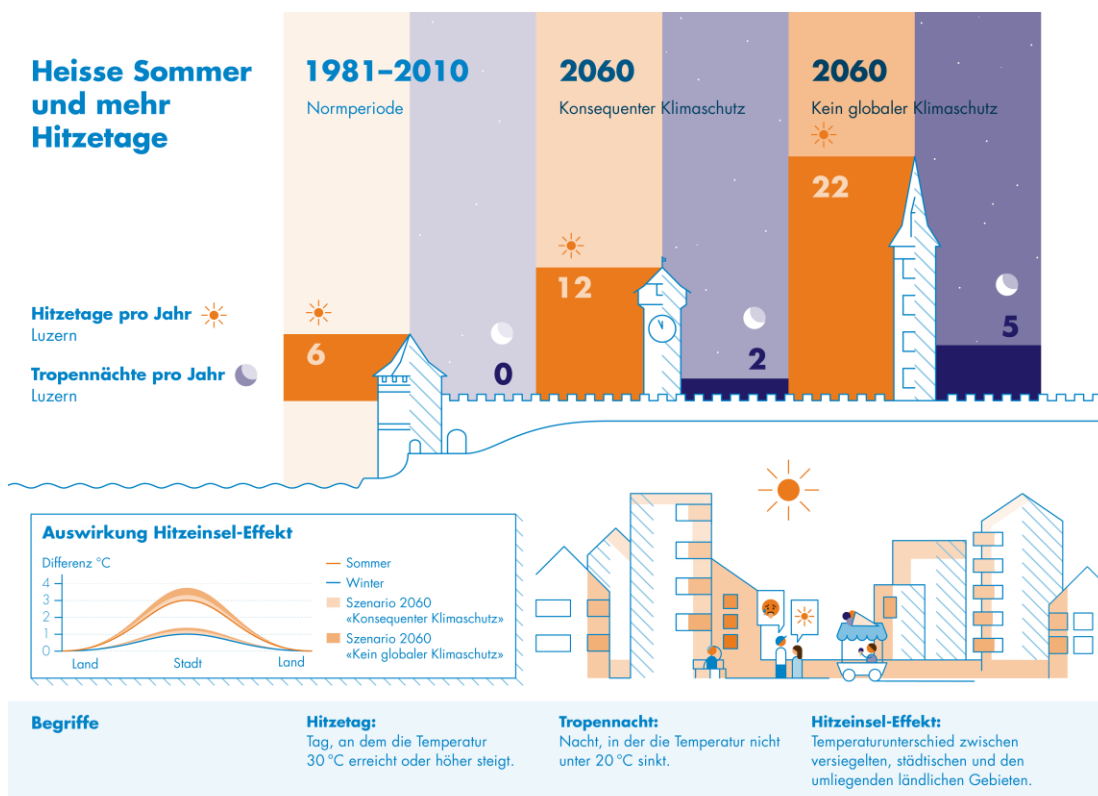 Heisse Sommer
und mehr
Hitzetage
1981–2010
Normperiode
2060
Konsequenter Klimaschutz
2060
Kein globaler Klimaschutz
Hitzetage pro Jahr
Luzern
Tropennächte pro Jahr
Luzern
6
0
12
2
22
5
Auswirkung Hitzeinsel-Effekt
Differenz °C
4
3
2
1
0
Land
Stadt
Land
Sommer
Winter
Szenario 2060
«Konsequenter Klimaschutz»
Szenario 2060
«Kein globaler Klimaschutz»
Begriffe
Hitzetag:
Tag, an dem die Temperatur
30 °C erreicht oder höher steigt.
Tropennacht:
Nacht, in der die Temperatur nicht
unter 20 °C sinkt.
Hitzeinsel-Effekt:
Temperaturunterschied zwischen
versiegelten, städtischen und den
umliegenden ländlichen Gebieten.